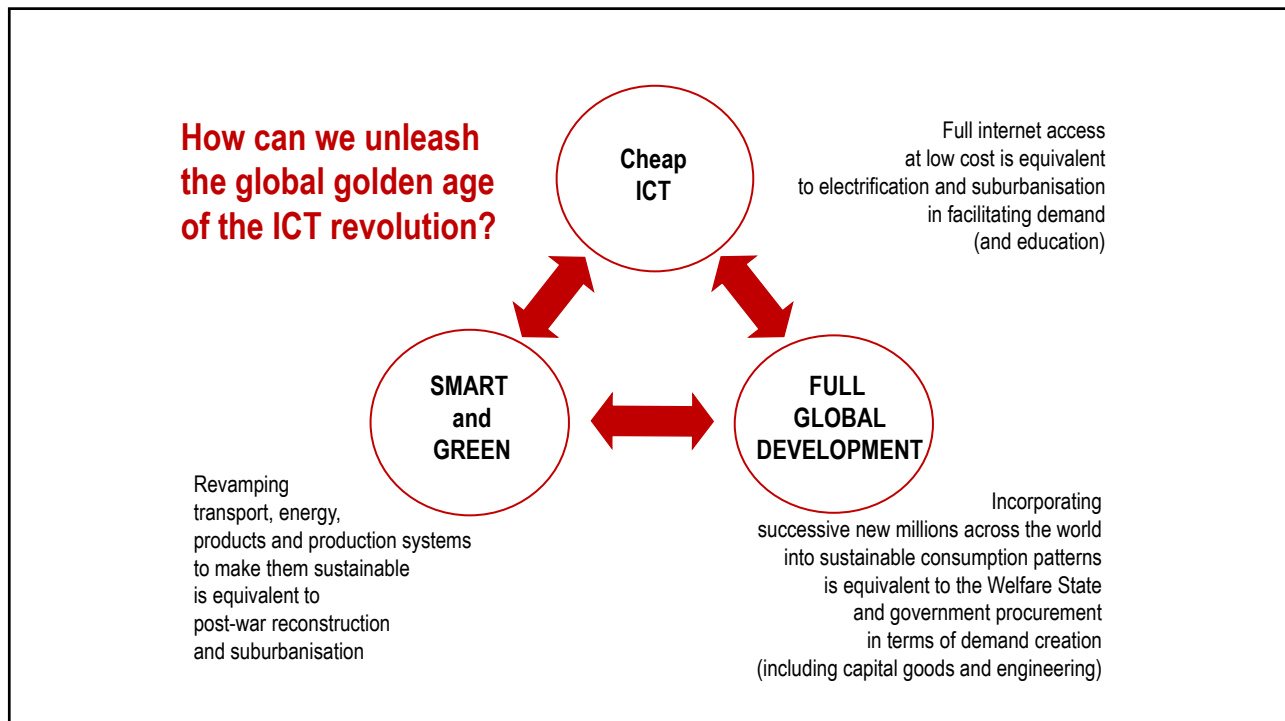 How can we unleash
the global golden age
of the ICT revolution?
Cheap
ICT
Full internet access
at low cost is equivalent
to electrification and suburbanisation
in facilitating demand
(and education)
SMART
and
GREEN
FULL
GLOBAL
DEVELOPMENT
Revamping
transport, energy,
products and production systems
to make them sustainable
is equivalent to
post-war reconstruction
and suburbanisation
Incorporating
successive new millions across the world
into sustainable consumption patterns
is equivalent to the Welfare State
and government procurement
in terms of demand creation
(including capital goods and engineering)